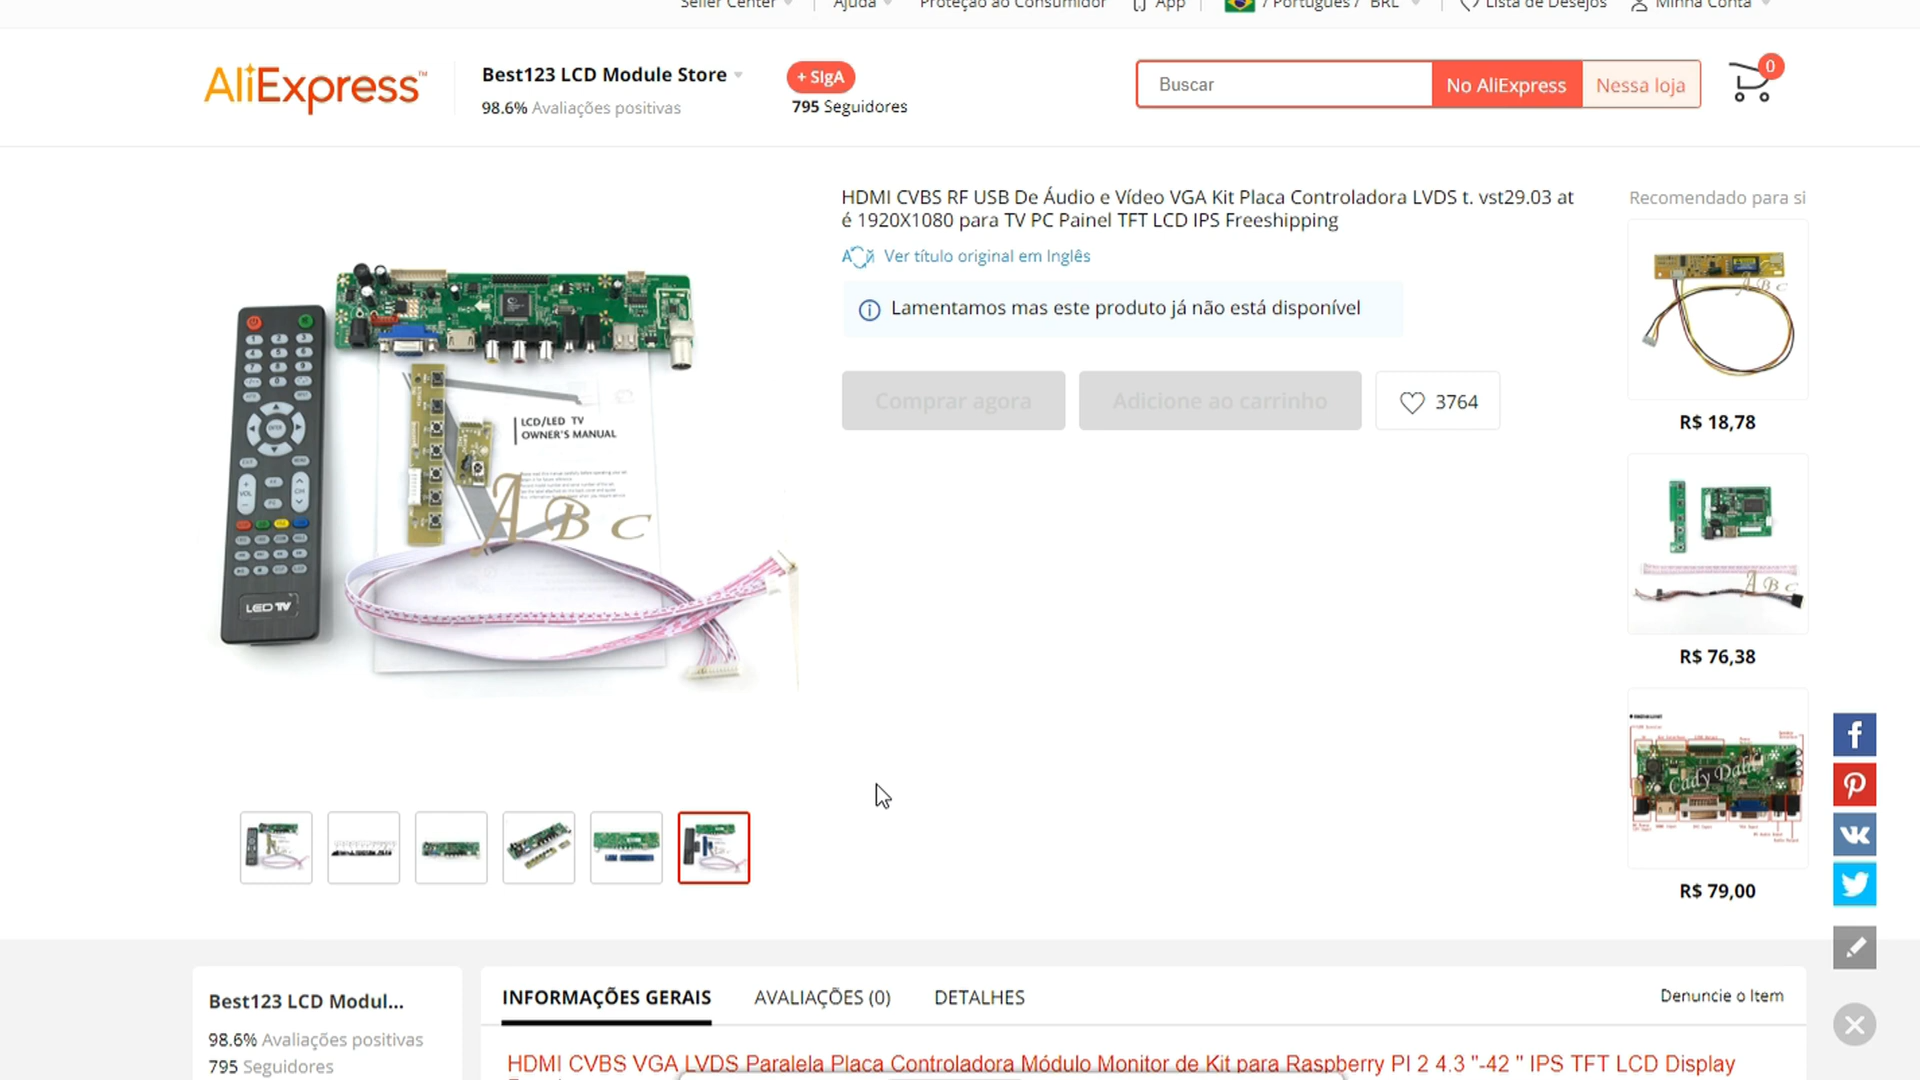 Seller Center
Ajuda
Proteção ao Consumidor
App
/ Português / BRL
Lista de Desejos
Minha Conta
AliExpress™
Best123 LCD Module Store
98.6% Avaliações positivas
+ SIgA
795 Seguidores
Buscar
No AliExpress
Nessa loja
0
HDMI CVBS RF USB De Áudio e Vídeo VGA Kit Placa Controladora LVDS t. vst29.03 at
é 1920X1080 para TV PC Painel TFT LCD IPS Freeshipping
Ver título original em Inglês
Lamentamos mas este produto já não está disponível
Comprar agora
Adicione ao carrinho
3764
LCD/LED TV
OWNER'S MANUAL
A B C
VOL
CH
LED TV
Recomendado para si
A B C
R$ 18,78
A B C
R$ 76,38
Cady Dale
R$ 79,00
Best123 LCD Modul...
98.6% Avaliações positivas
795 Seguidores
INFORMAÇÕES GERAIS
AVALIAÇÕES (0)
DETALHES
Denuncie o Item
HDMI CVBS VGA LVDS Paralela Placa Controladora Módulo Monitor de Kit para Raspberry PI 2 4.3 "-42 " IPS TFT LCD Display